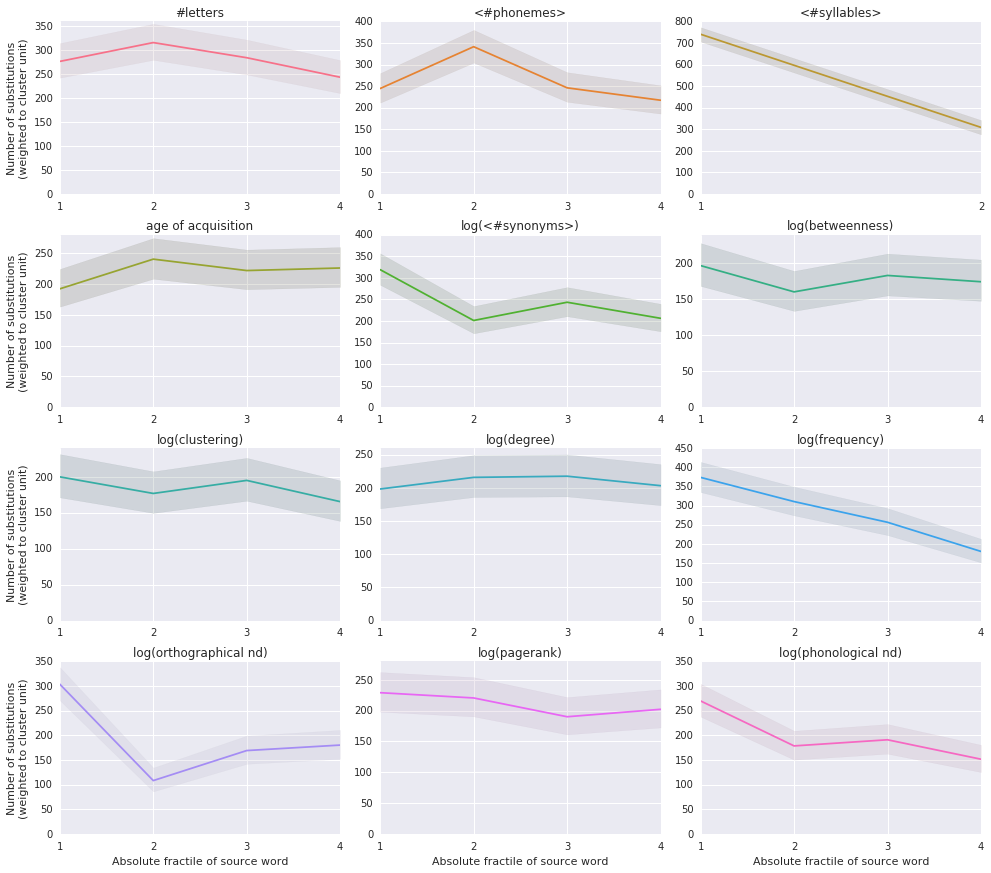 #letters
<#phonemes>
<#syllables>
Number of substitutions
(weighted to cluster unit)
350
300
250
200
150
100
50
0
1 2 3 4
400
350
300
250
200
150
100
50
0
1 2 3 4
800
700
600
500
400
300
200
100
0
1 2
age of acquisition
log(<#synonyms>)
log(betweenness)
Number of substitutions
(weighted to cluster unit)
250
200
150
100
50
0
1 2 3 4
400
350
300
250
200
150
100
50
0
1 2 3 4
200
150
100
50
0
1 2 3 4
log(clustering)
log(degree)
log(frequency)
Number of substitutions
(weighted to cluster unit)
200
150
100
50
0
1 2 3 4
250
200
150
100
50
0
1 2 3 4
450
400
350
300
250
200
150
100
50
0
1 2 3 4
log(orthographical nd)
log(pagerank)
log(phonological nd)
Number of substitutions
(weighted to cluster unit)
350
300
250
200
150
100
50
0
1 2 3 4
Absolute fractile of source word
250
200
150
100
50
0
1 2 3 4
Absolute fractile of source word
350
300
250
200
150
100
50
0
1 2 3 4
Absolute fractile of source word